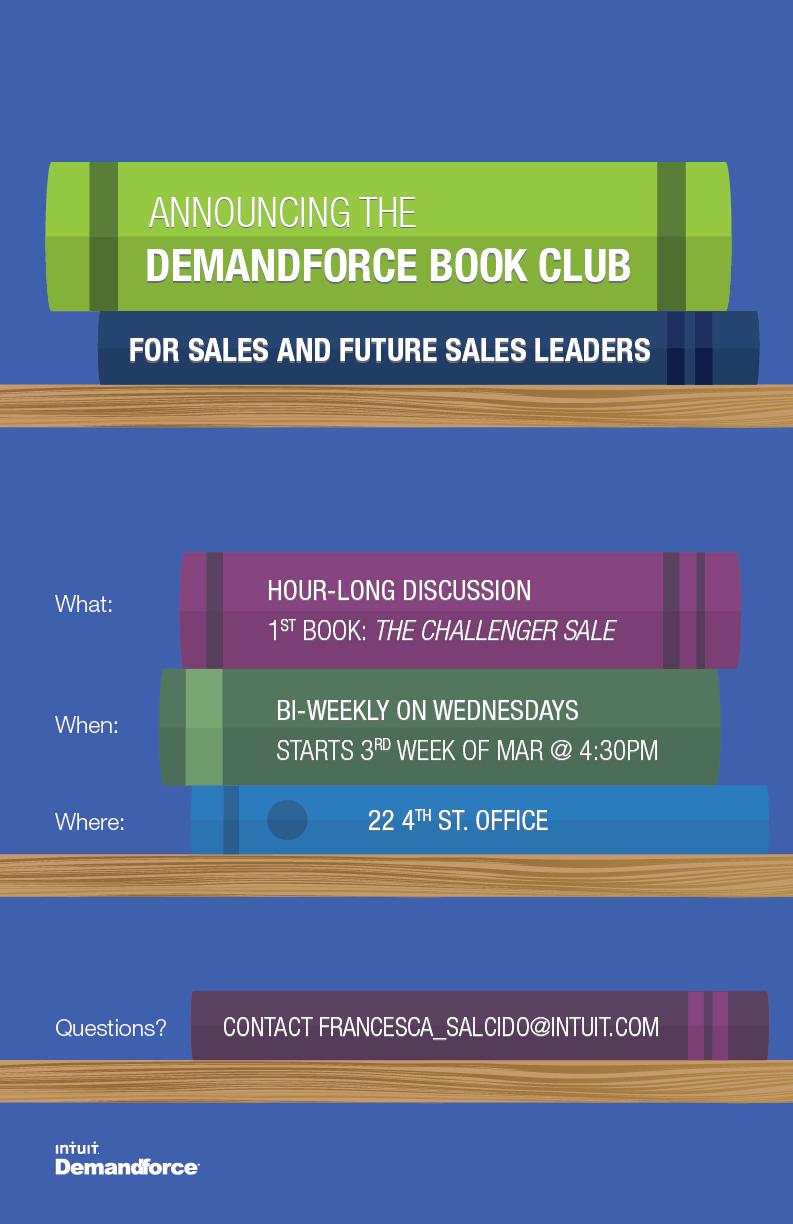 ANNOUNCING THE
DEMANDFORCE BOOK CLUB
FOR SALES AND FUTURE SALES LEADERS
What:
HOUR-LONG DISCUSSION
1ST BOOK: THE CHALLENGER SALE
When:
BI-WEEKLY ON WEDNESDAYS
STARTS 3RD WEEK OF MAR @ 4:30PM
Where:
22 4TH ST. OFFICE
Questions?
CONTACT FRANCESCA_SALCIDO@INTUIT.COM
INTUIT
Demandforce